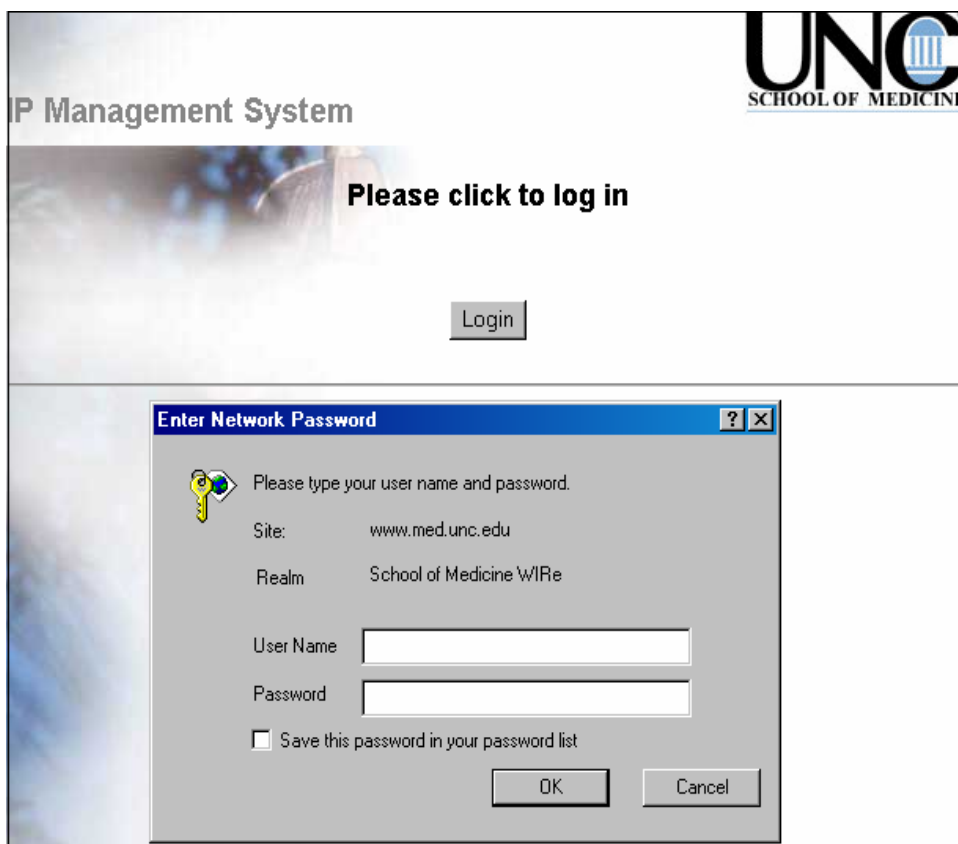 UNC
SCHOOL OF MEDICINE
IP Management System
Please click to log in
Login
Enter Network Password
?
Please type your user name and password.
Site: www.med.unc.edu
Realm School of Medicine WIRe
User Name
Password
Save this password in your password list
OK Cancel